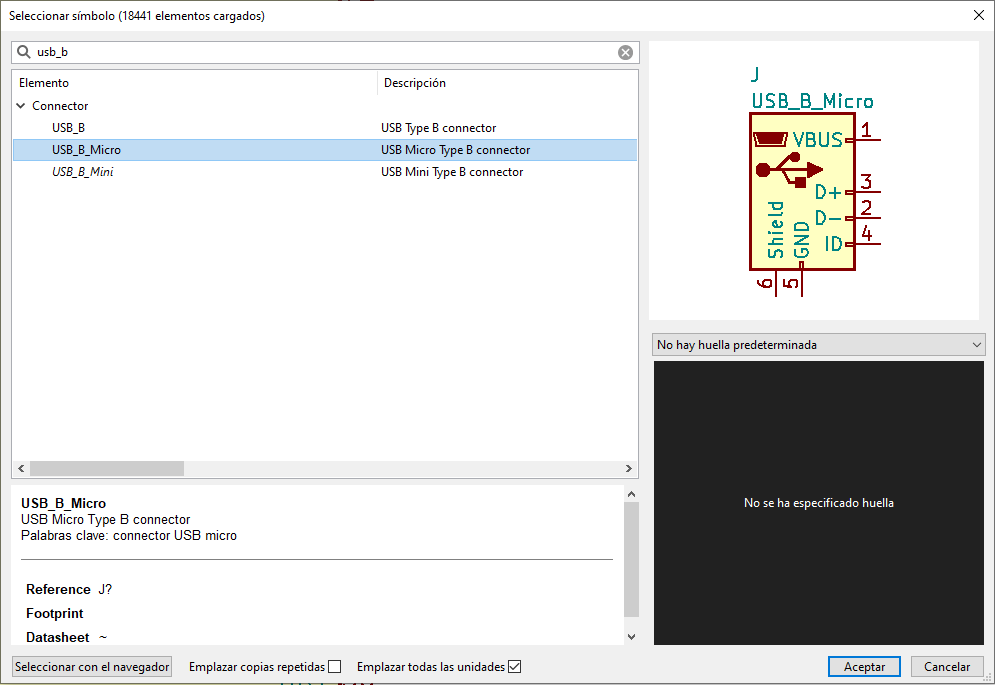 Seleccionar símbolo (18441 elementos cargados)
usb_b
Elemento Descripción
Connector
USB_B USB Type B connector
USB_B_Micro USB Micro Type B connector
USB_B_Mini USB Mini Type B connector
J
USB_B_Micro
VBUS 1
D+ 3
D- 2
ID 4
Shield
GND
6 5
No hay huella predeterminada
No se ha especificado huella
USB_B_Micro
USB Micro Type B connector
Palabras clave: connector USB micro
Reference J?
Footprint
Datasheet ~
Seleccionar con el navegador Emplazar copias repetidas Emplazar todas las unidades Aceptar Cancelar